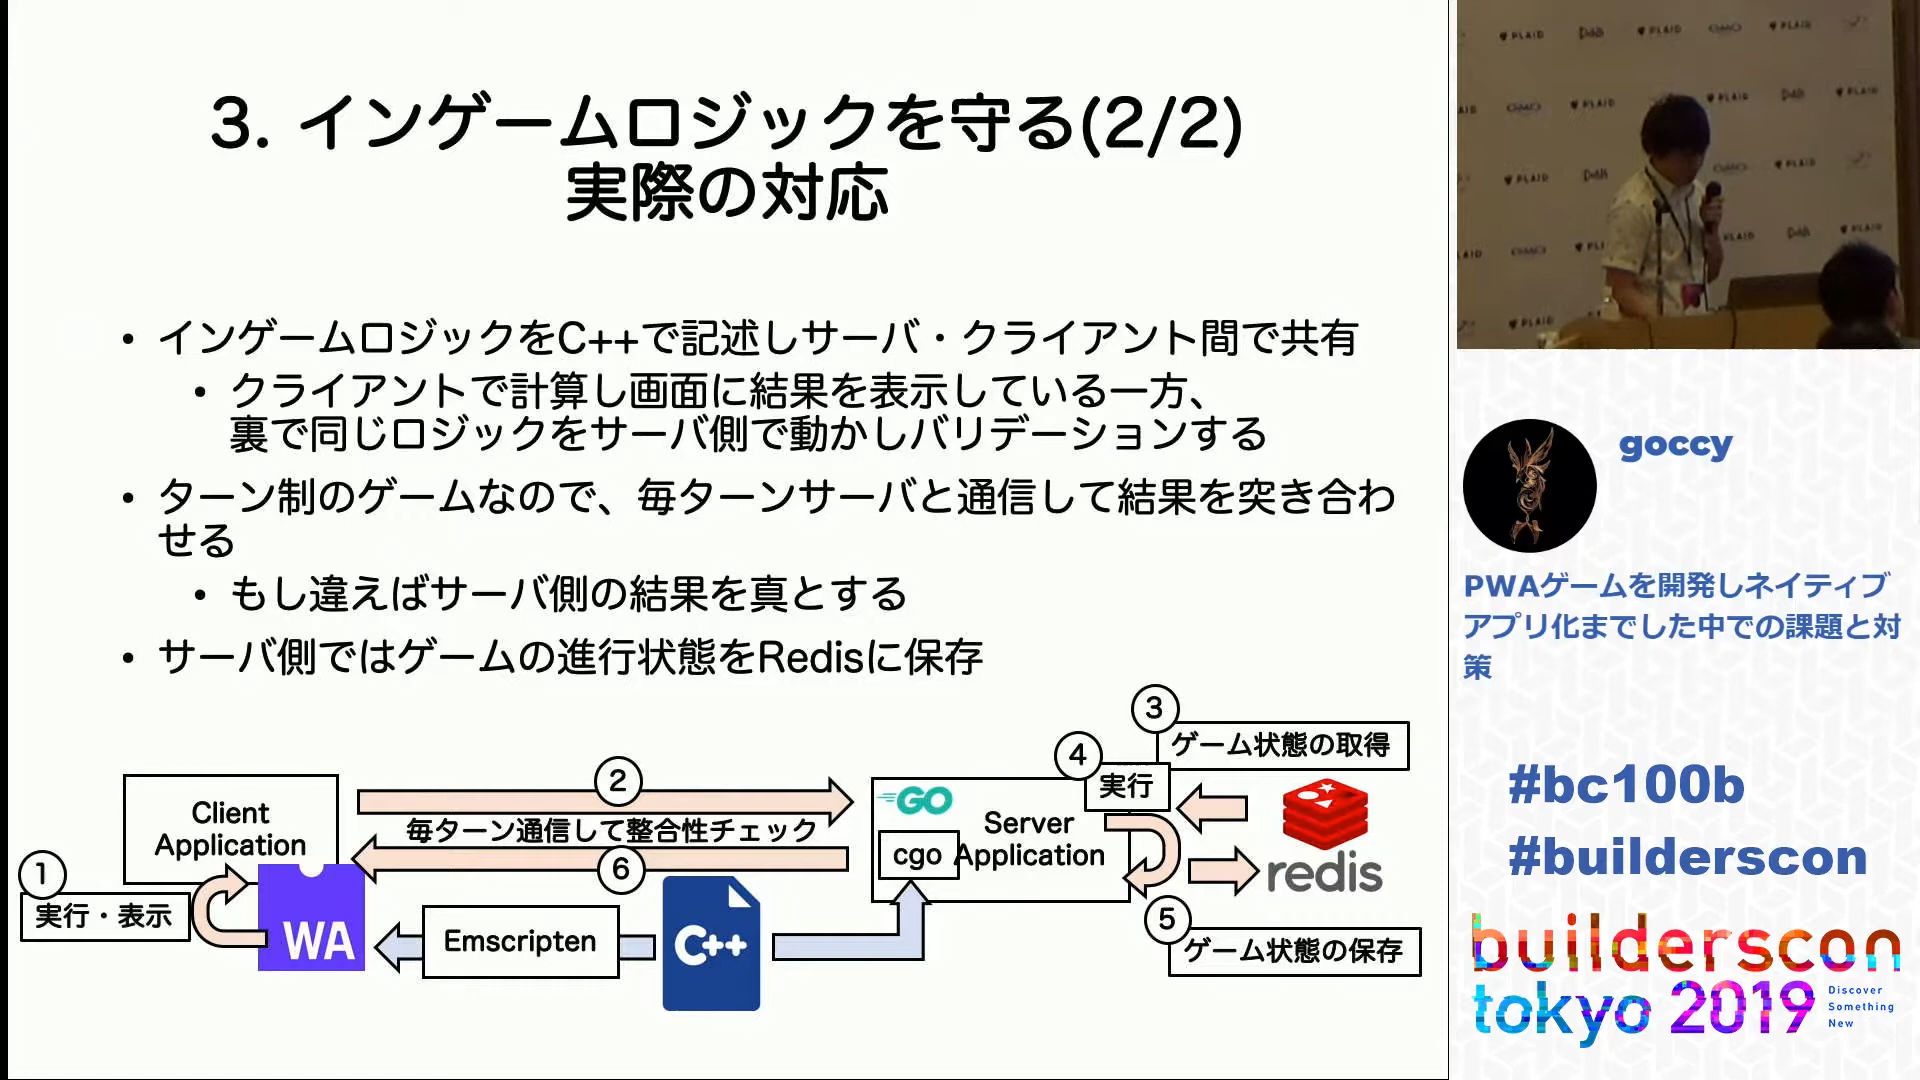 3. インゲームロジックを守る(2/2)
実際の対応
• インゲームロジックをC++で記述しサーバ・クライアント間で共有
• クライアントで計算し画面に結果を表示している一方、
裏で同じロジックをサーバ側で動かしバリデーションする
• ターン制のゲームなので、毎ターンサーバと通信して結果を突き合わ
せる
• もし違えばサーバ側の結果を真とする
• サーバ側ではゲームの進行状態をRedisに保存
Client
Application
①
実行・表示
WA
②
毎ターン通信して整合性チェック
⑥
Emscripten
C++
GO
cgo
Server
Application
④
実行
③
ゲーム状態の取得
redis
⑤
ゲーム状態の保存
PLAID
goccy
PWAゲームを開発しネイティブ
アプリ化までした中での課題と対
策
#bc100b
#builderscon
builderscon
tokyo 2019
Discover
Something
New